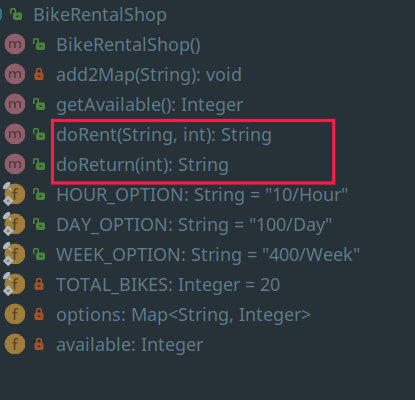 BikeRentalShop
BikeRentalShop()
add2Map(String): void
getAvailable(): Integer
doRent(String, int): String
doReturn(int): String
HOUR_OPTION: String = "10/Hour"
DAY_OPTION: String = "100/Day"
WEEK_OPTION: String = "400/Week"
TOTAL_BIKES: Integer = 20
options: Map<String, Integer>
available: Integer